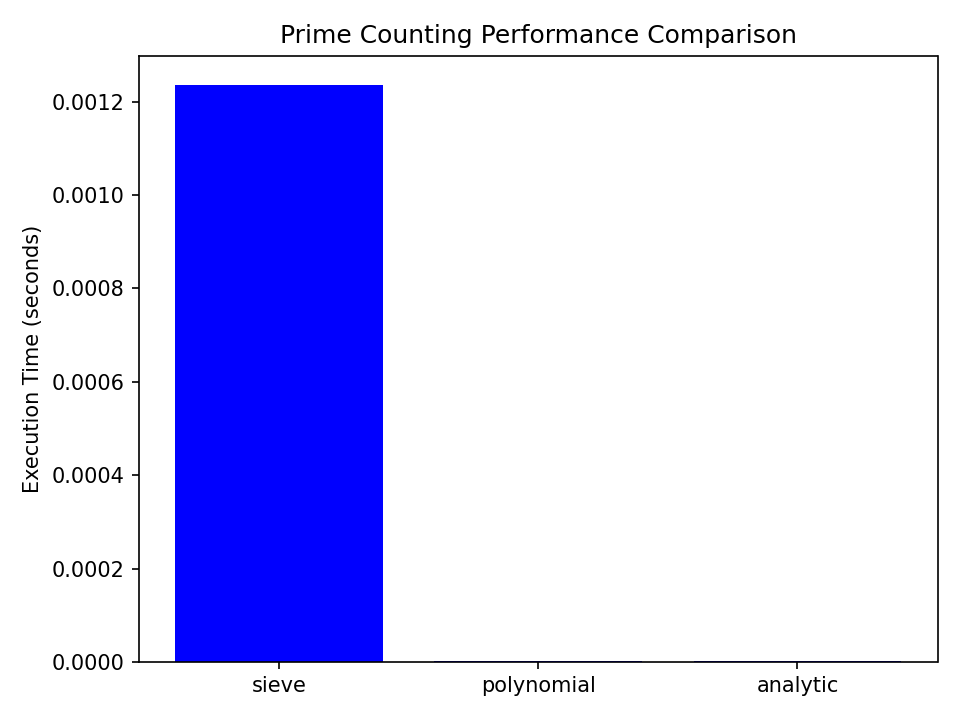 Prime Counting Performance Comparison
Execution Time (seconds)
0.0012
0.0010
0.0008
0.0006
0.0004
0.0002
0.0000
sieve
polynomial
analytic